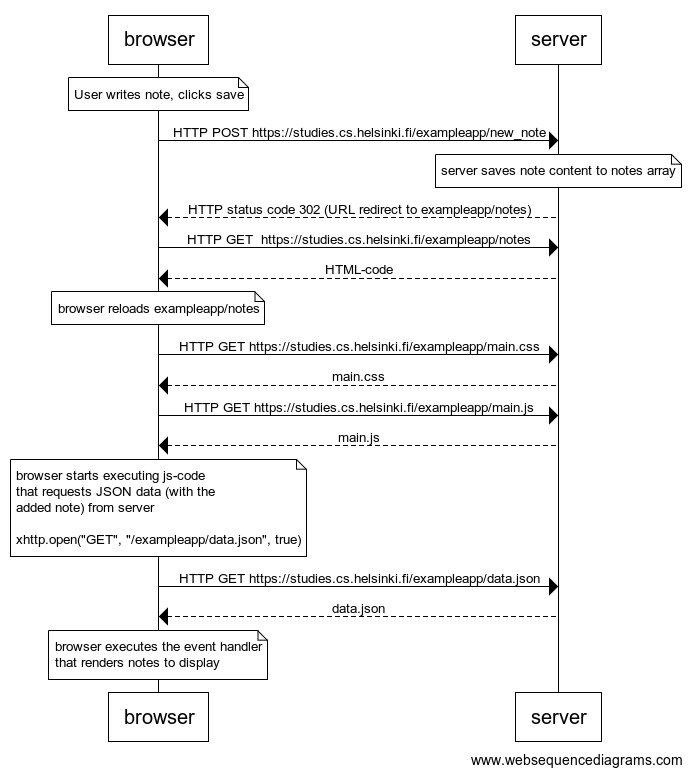 browser
server
User writes note, clicks save
HTTP POST https://studies.cs.helsinki.fi/exampleapp/new_note
server saves note content to notes array
HTTP status code 302 (URL redirect to exampleapp/notes)
HTTP GET  https://studies.cs.helsinki.fi/exampleapp/notes
HTML-code
browser reloads exampleapp/notes
HTTP GET https://studies.cs.helsinki.fi/exampleapp/main.css
main.css
HTTP GET https://studies.cs.helsinki.fi/exampleapp/main.js
main.js
browser starts executing js-code
that requests JSON data (with the
added note) from server
xhttp.open("GET", "/exampleapp/data.json", true)
HTTP GET https://studies.cs.helsinki.fi/exampleapp/data.json
data.json
browser executes the event handler
that renders notes to display
browser
server
www.websequencediagrams.com